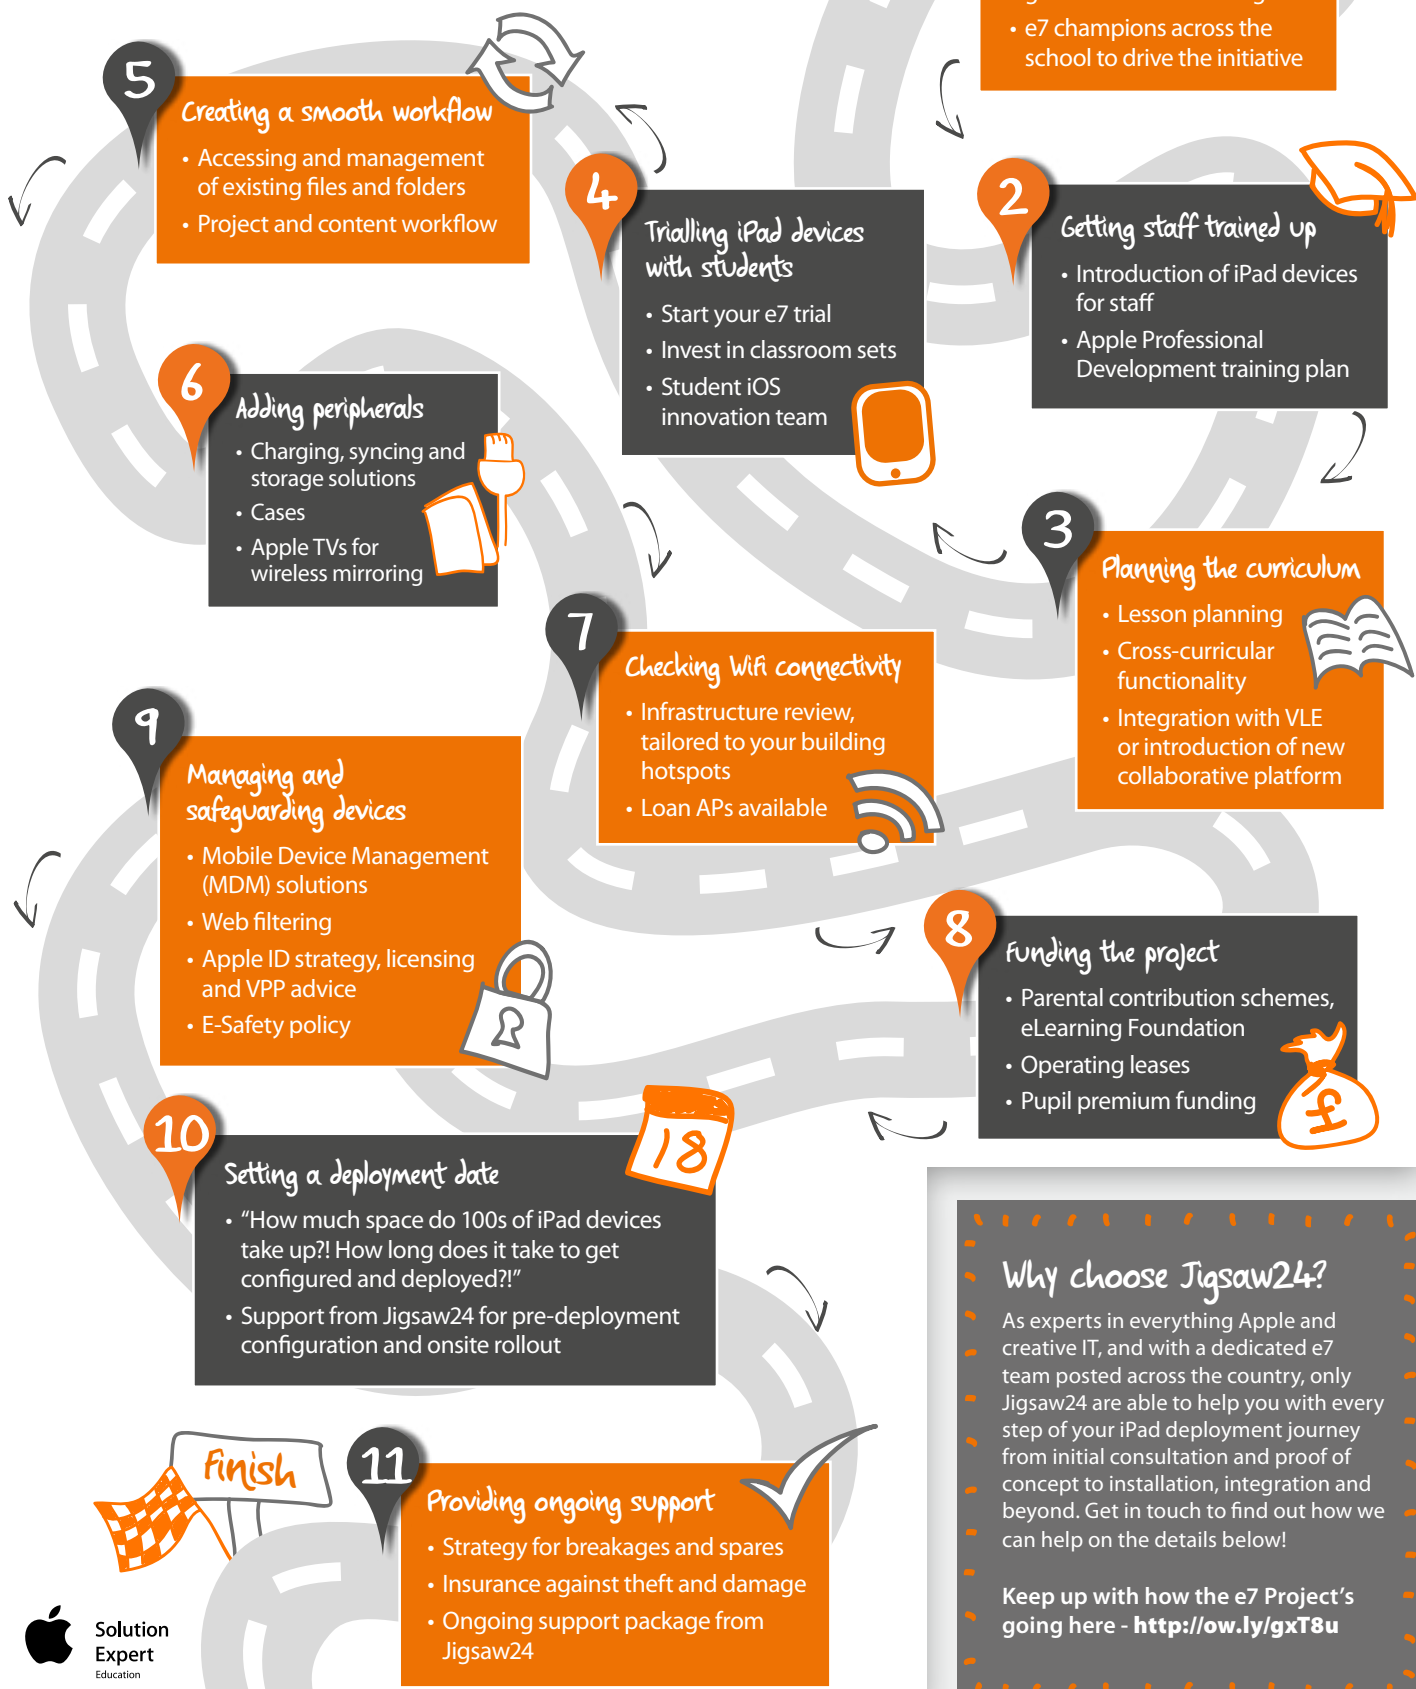 • e7 champions across the
school to drive the initiative
2
Getting staff trained up
• Introduction of iPad devices
for staff
• Apple Professional
Development training plan
3
Planning the curriculum
• Lesson planning
• Cross-curricular
functionality
• Integration with VLE
or introduction of new
collaborative platform
4
Trialling iPad devices
with students
• Start your e7 trial
• Invest in classroom sets
• Student iOS
innovation team
5
Creating a smooth workflow
• Accessing and management
of existing files and folders
• Project and content workflow
6
Adding peripherals
• Charging, syncing and
storage solutions
• Cases
• Apple TVs for
wireless mirroring
7
Checking Wifi connectivity
• Infrastructure review,
tailored to your building
hotspots
• Loan APs available
8
Funding the project
• Parental contribution schemes,
eLearning Foundation
• Operating leases
• Pupil premium funding
£
9
Managing and
safeguarding devices
• Mobile Device Management
(MDM) solutions
• Web filtering
• Apple ID strategy, licensing
and VPP advice
• E-Safety policy
10
Setting a deployment date
18
• “How much space do 100s of iPad devices
take up?! How long does it take to get
configured and deployed?!”
• Support from Jigsaw24 for pre-deployment
configuration and onsite rollout
11
Providing ongoing support
• Strategy for breakages and spares
• Insurance against theft and damage
• Ongoing support package from
Jigsaw24
Finish
Solution
Expert
Education
Why choose Jigsaw24?
As experts in everything Apple and
creative IT, and with a dedicated e7
team posted across the country, only
Jigsaw24 are able to help you with every
step of your iPad deployment journey
from initial consultation and proof of
concept to installation, integration and
beyond. Get in touch to find out how we
can help on the details below!
Keep up with how the e7 Project’s
going here - http://ow.ly/gxT8u